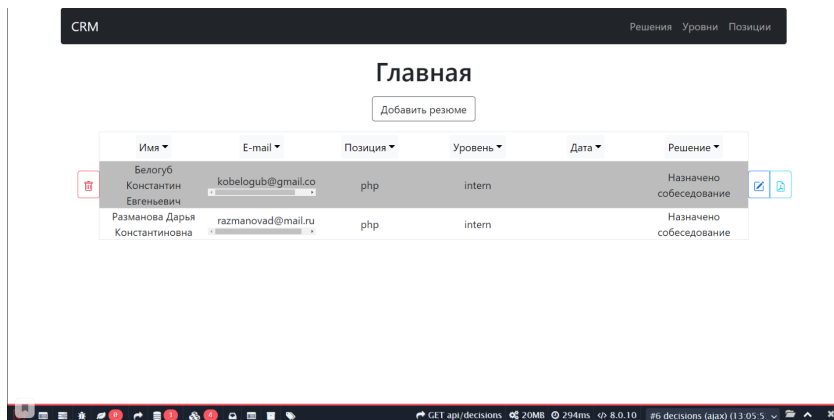 CRM
Решения Уровни Позиции
Главная
Добавить резюме
Имя E-mail Позиция Уровень Дата Решение
Белогуб
Константин
Евгеньевич
kobelogub@gmail.co
php
intern
Назначено
собеседование
Разманова Дарья
Константиновна
razmanovad@mail.ru
php
intern
Назначено
собеседование
GET api/decisions 20MB 294ms 8.0.10 #6 decisions (ajax) (13:05:5